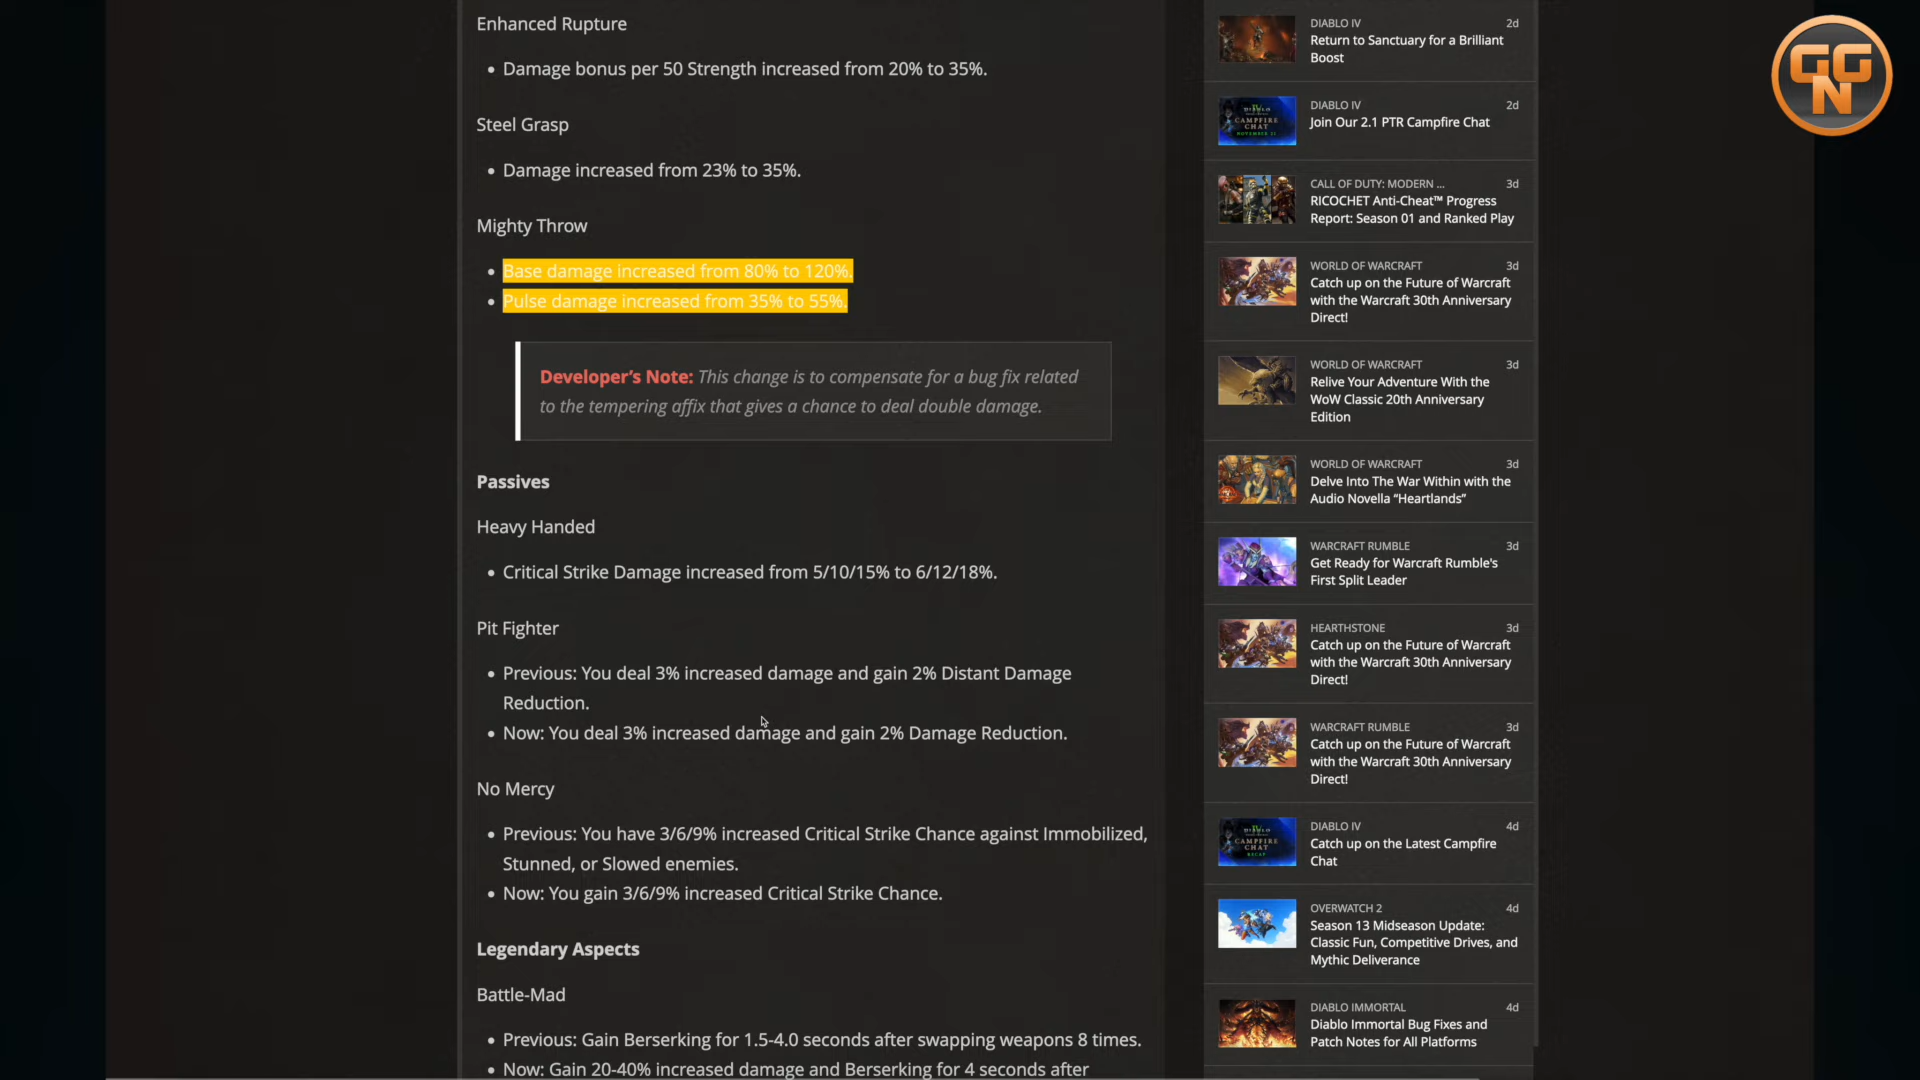 Enhanced Rupture
• Damage bonus per 50 Strength increased from 20% to 35%.
Steel Grasp
• Damage increased from 23% to 35%.
Mighty Throw
• Base damage increased from 80% to 120%.
• Pulse damage increased from 35% to 55%.
Developer's Note: This change is to compensate for a bug fix related
to the tempering affix that gives a chance to deal double damage.
Passives
Heavy Handed
• Critical Strike Damage increased from 5/10/15% to 6/12/18%.
Pit Fighter
• Previous: You deal 3% increased damage and gain 2% Distant Damage
Reduction.
• Now: You deal 3% increased damage and gain 2% Damage Reduction.
No Mercy
• Previous: You have 3/6/9% increased Critical Strike Chance against Immobilized,
Stunned, or Slowed enemies.
• Now: You gain 3/6/9% increased Critical Strike Chance.
Legendary Aspects
Battle-Mad
• Previous: Gain Berserking for 1.5-4.0 seconds after swapping weapons 8 times.
• Now: Gain 20-40% increased damage and Berserking for 4 seconds after
DIABLO IV 2d
Return to Sanctuary for a Brilliant
Boost
DIABLO IV 2d
Join Our 2.1 PTR Campfire Chat
DIABLO
CAMPFIRE
CHAT
NOVEMBER 21
CALL OF DUTY: MODERN ... 3d
RICOCHET Anti-Cheat™ Progress
Report: Season 01 and Ranked Play
WORLD OF WARCRAFT 3d
Catch up on the Future of Warcraft
with the Warcraft 30th Anniversary
Direct!
WORLD OF WARCRAFT 3d
Relive Your Adventure With the
WoW Classic 20th Anniversary
Edition
WORLD OF WARCRAFT 3d
Delve Into The War Within with the
Audio Novella “Heartlands”
WARCRAFT RUMBLE 3d
Get Ready for Warcraft Rumble's
First Split Leader
HEARTHSTONE 3d
Catch up on the Future of Warcraft
with the Warcraft 30th Anniversary
Direct!
WARCRAFT RUMBLE 3d
Catch up on the Future of Warcraft
with the Warcraft 30th Anniversary
Direct!
DIABLO IV 4d
Catch up on the Latest Campfire
Chat
DIABLO
CAMPFIRE
CHAT
RECAP
OVERWATCH 2 4d
Season 13 Midseason Update:
Classic Fun, Competitive Drives, and
Mythic Deliverance
DIABLO IMMORTAL 4d
Diablo Immortal Bug Fixes and
Patch Notes for All Platforms
GGN